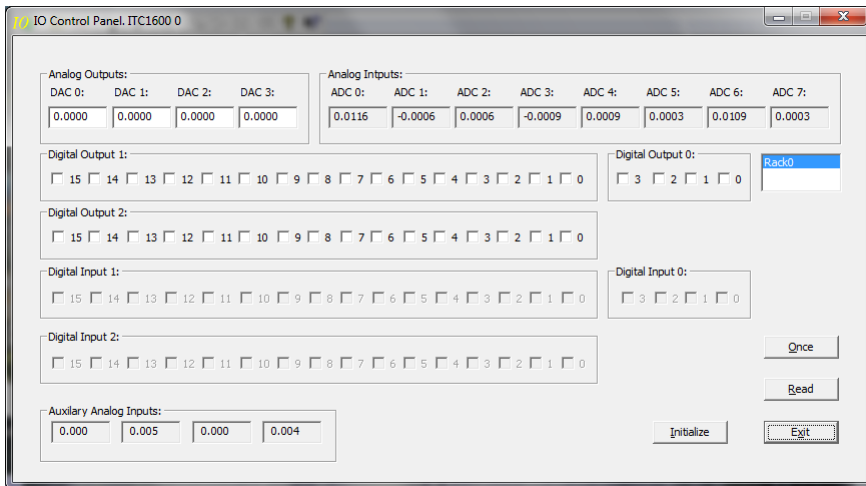 IO IO Control Panel. ITC1600 0
Analog Outputs:
DAC 0: DAC 1: DAC 2: DAC 3:
0.0000 0.0000 0.0000 0.0000
Analog Intputs:
ADC 0: ADC 1: ADC 2: ADC 3: ADC 4: ADC 5: ADC 6: ADC 7:
0.0116 -0.0006 0.0006 -0.0009 0.0009 0.0003 0.0109 0.0003
Digital Output 1:
15 14 13 12 11 10 9 8 7 6 5 4 3 2 1 0
Digital Output 0:
3 2 1 0
Rack0
Digital Output 2:
15 14 13 12 11 10 9 8 7 6 5 4 3 2 1 0
Digital Input 1:
15 14 13 12 11 10 9 8 7 6 5 4 3 2 1 0
Digital Input 0:
3 2 1 0
Digital Input 2:
15 14 13 12 11 10 9 8 7 6 5 4 3 2 1 0
Once
Read
Auxilary Analog Inputs:
0.000 0.005 0.000 0.004
Initialize
Exit